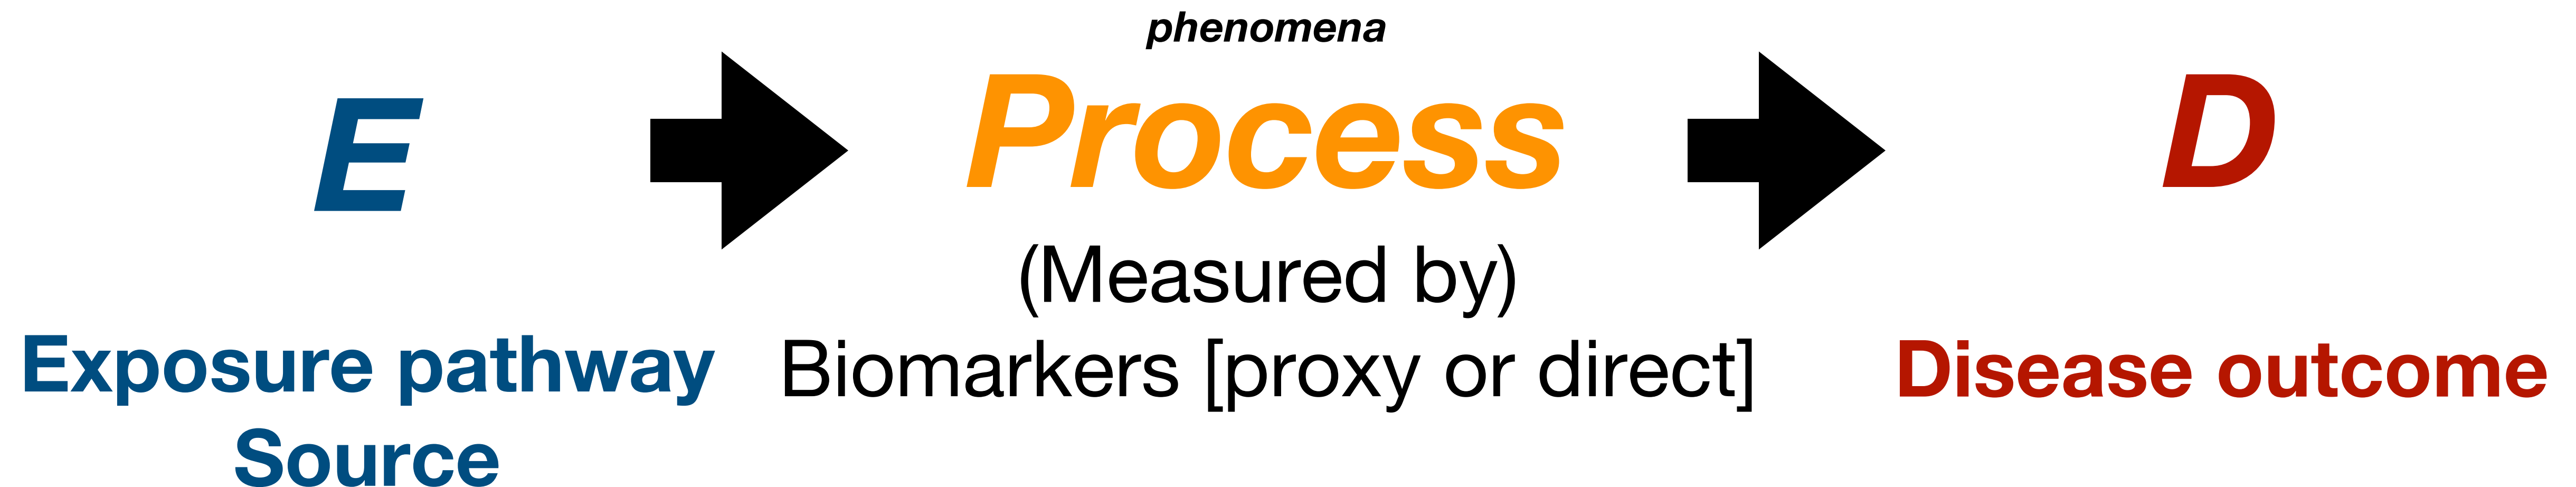 phenomena
E
Process
D
(Measured by)
Exposure pathway
Source
Biomarkers [proxy or direct]
Disease outcome